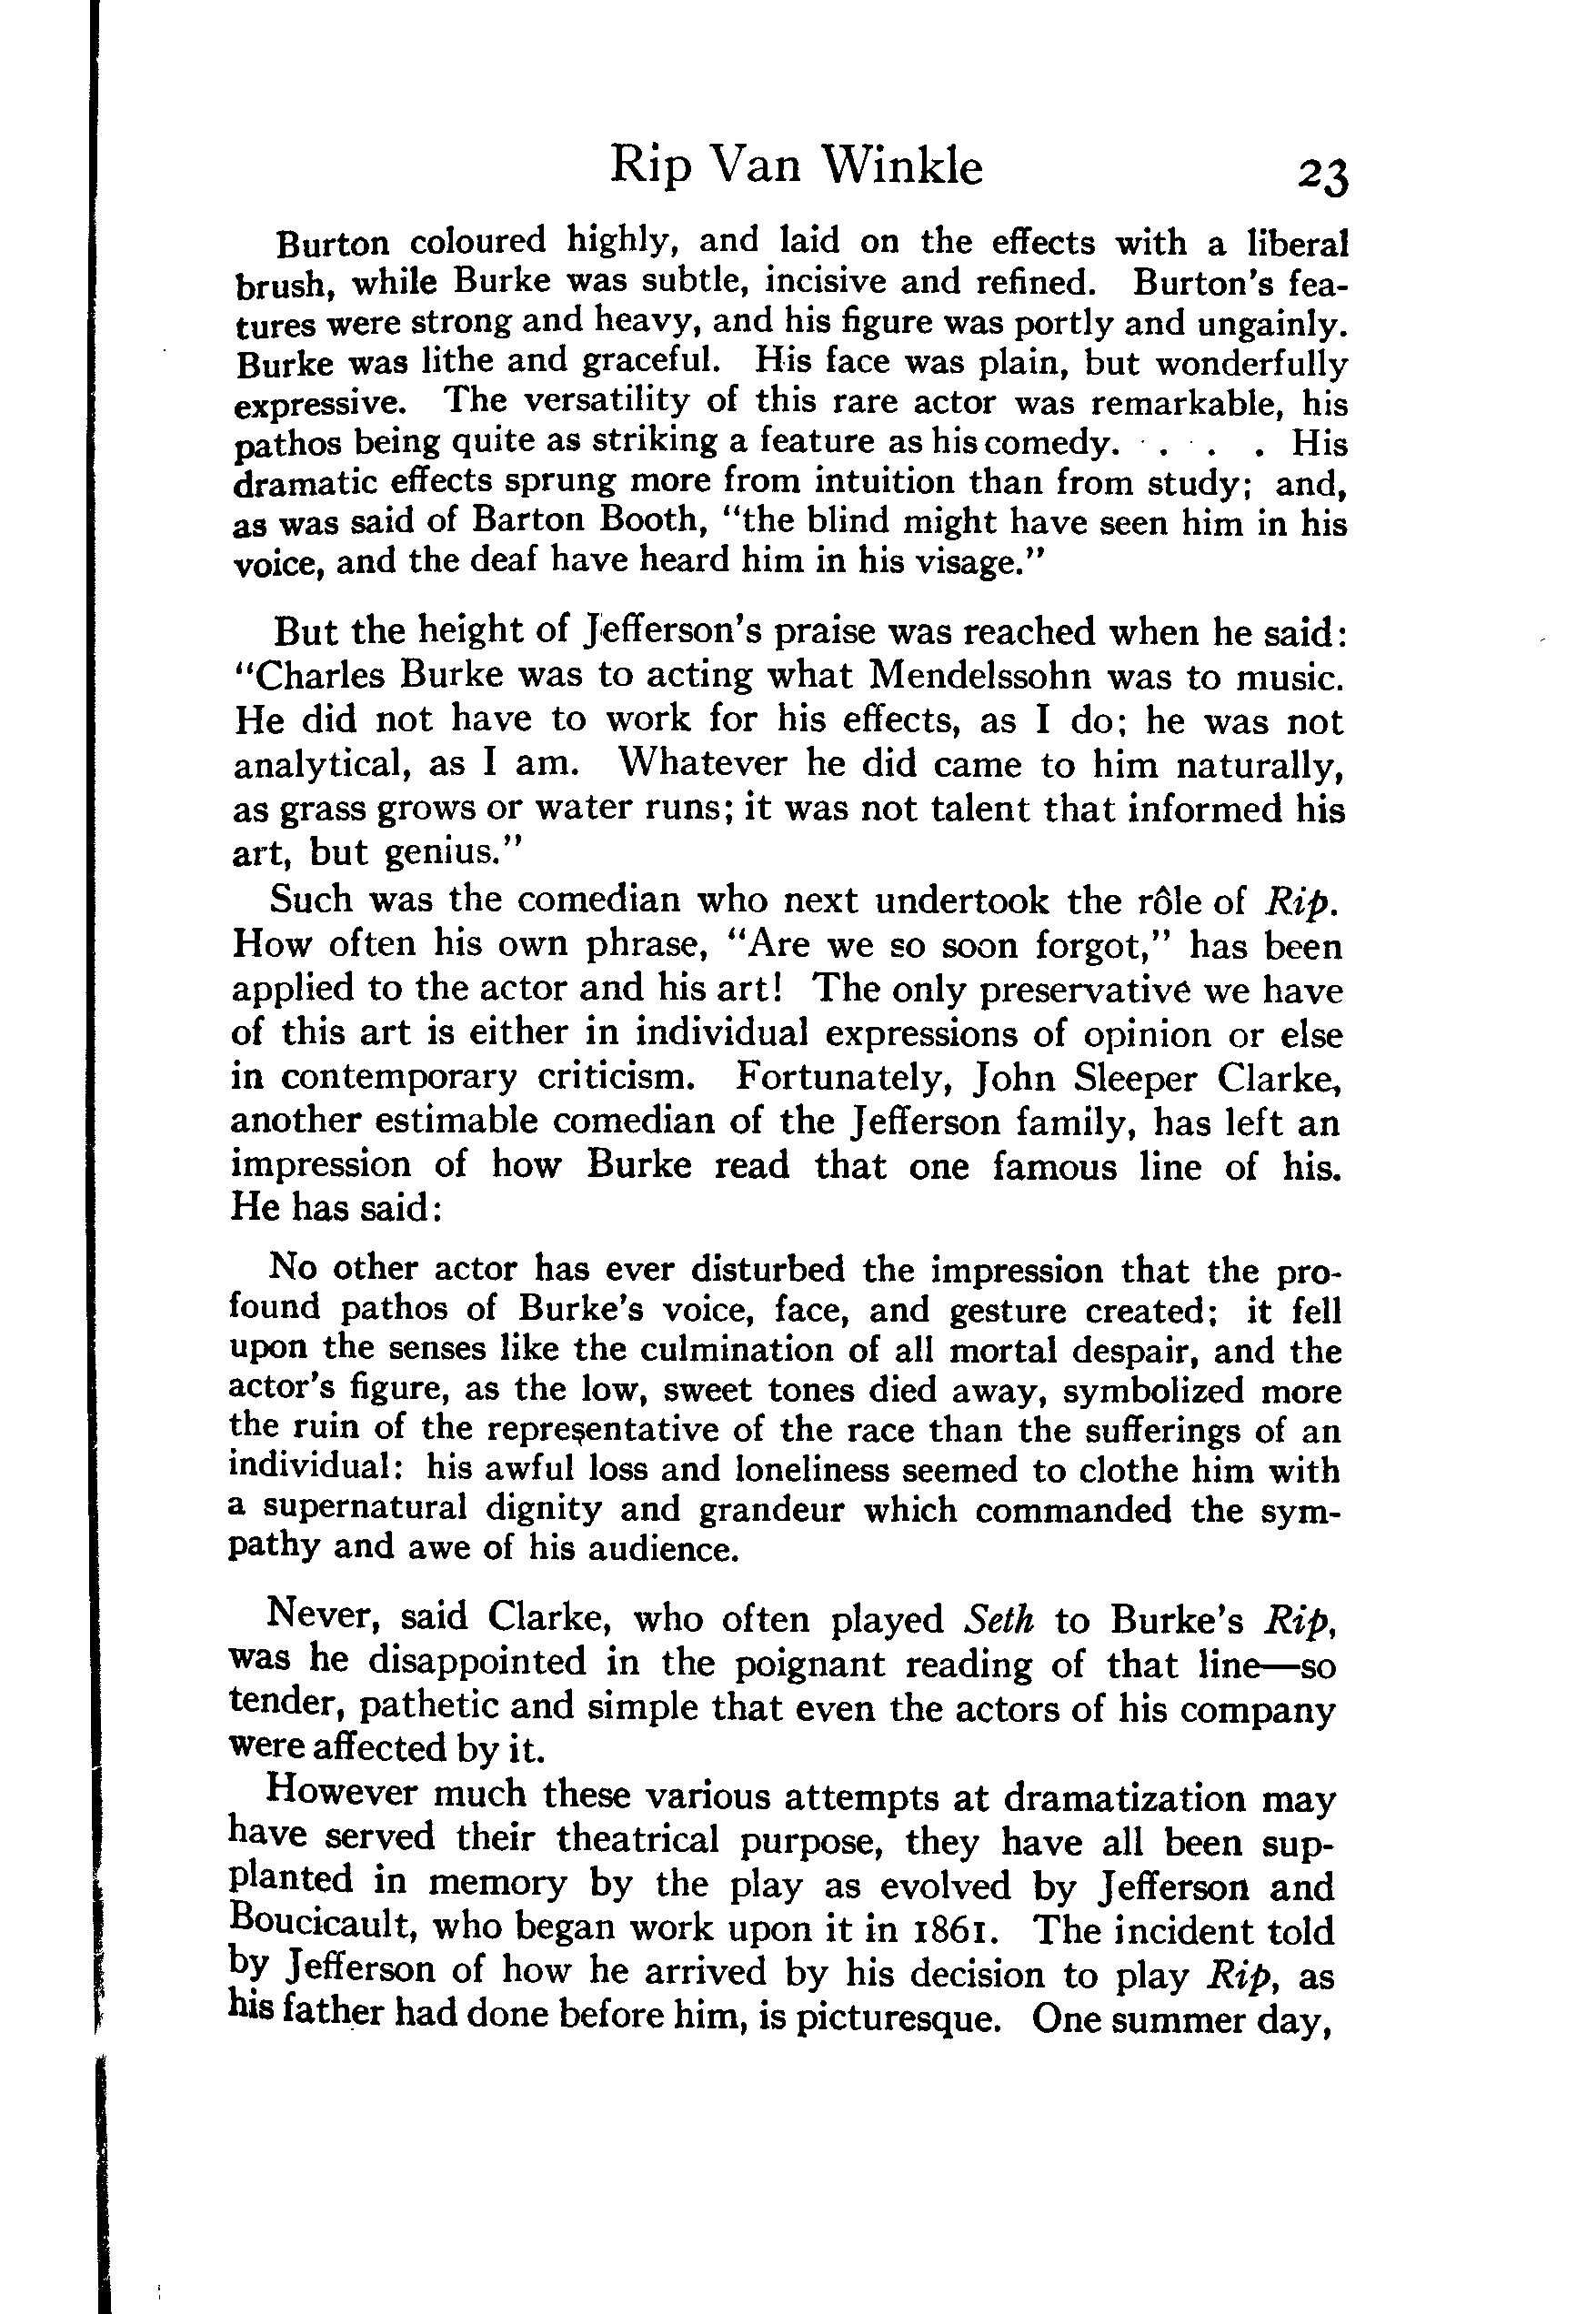 Rip Van Winkle 23
Burton coloured highly, and laid on the effects with a liberal
brush, while Burke was subtle, incisive and refined. Burton's fea-
tures were strong and heavy, and his figure was portly and ungainly.
Burke was lithe and graceful. His face was plain, but wonderfully
expressive. The versatility of this rare actor was remarkable, his
pathos being quite as striking a feature as his comedy. . . . His
dramatic effects sprung more from intuition than from study; and,
as was said of Barton Booth, "the blind might have seen him in his
voice, and the deaf have heard him in his visage."
But the height of Jefferson's praise was reached when he said:
"Charles Burke was to acting what Mendelssohn was to music.
He did not have to work for his effects, as I do; he was not
analytical, as I am. Whatever he did came to him naturally,
as grass grows or water runs; it was not talent that informed his
art, but genius."
Such was the comedian who next undertook the rôle of Rip.
How often his own phrase, "Are we so soon forgot," has been
applied to the actor and his art! The only preservative we have
of this art is either in individual expressions of opinion or else
in contemporary criticism. Fortunately, John Sleeper Clarke,
another estimable comedian of the Jefferson family, has left an
impression of how Burke read that one famous line of his.
He has said:
No other actor has ever disturbed the impression that the pro-
found pathos of Burke's voice, face, and gesture created; it fell
upon the senses like the culmination of all mortal despair, and the
actor's figure, as the low, sweet tones died away, symbolized more
the ruin of the representative of the race than the sufferings of an
individual: his awful loss and loneliness seemed to clothe him with
a supernatural dignity and grandeur which commanded the sym-
pathy and awe of his audience.
Never, said Clarke, who often played Seth to Burke's Rip,
was he disappointed in the poignant reading of that line—so
tender, pathetic and simple that even the actors of his company
were affected by it.
However much these various attempts at dramatization may
have served their theatrical purpose, they have all been sup-
planted in memory by the play as evolved by Jefferson and
Boucicault, who began work upon it in 1861. The incident told
by Jefferson of how he arrived by his decision to play Rip, as
his father had done before him, is picturesque. One summer day,